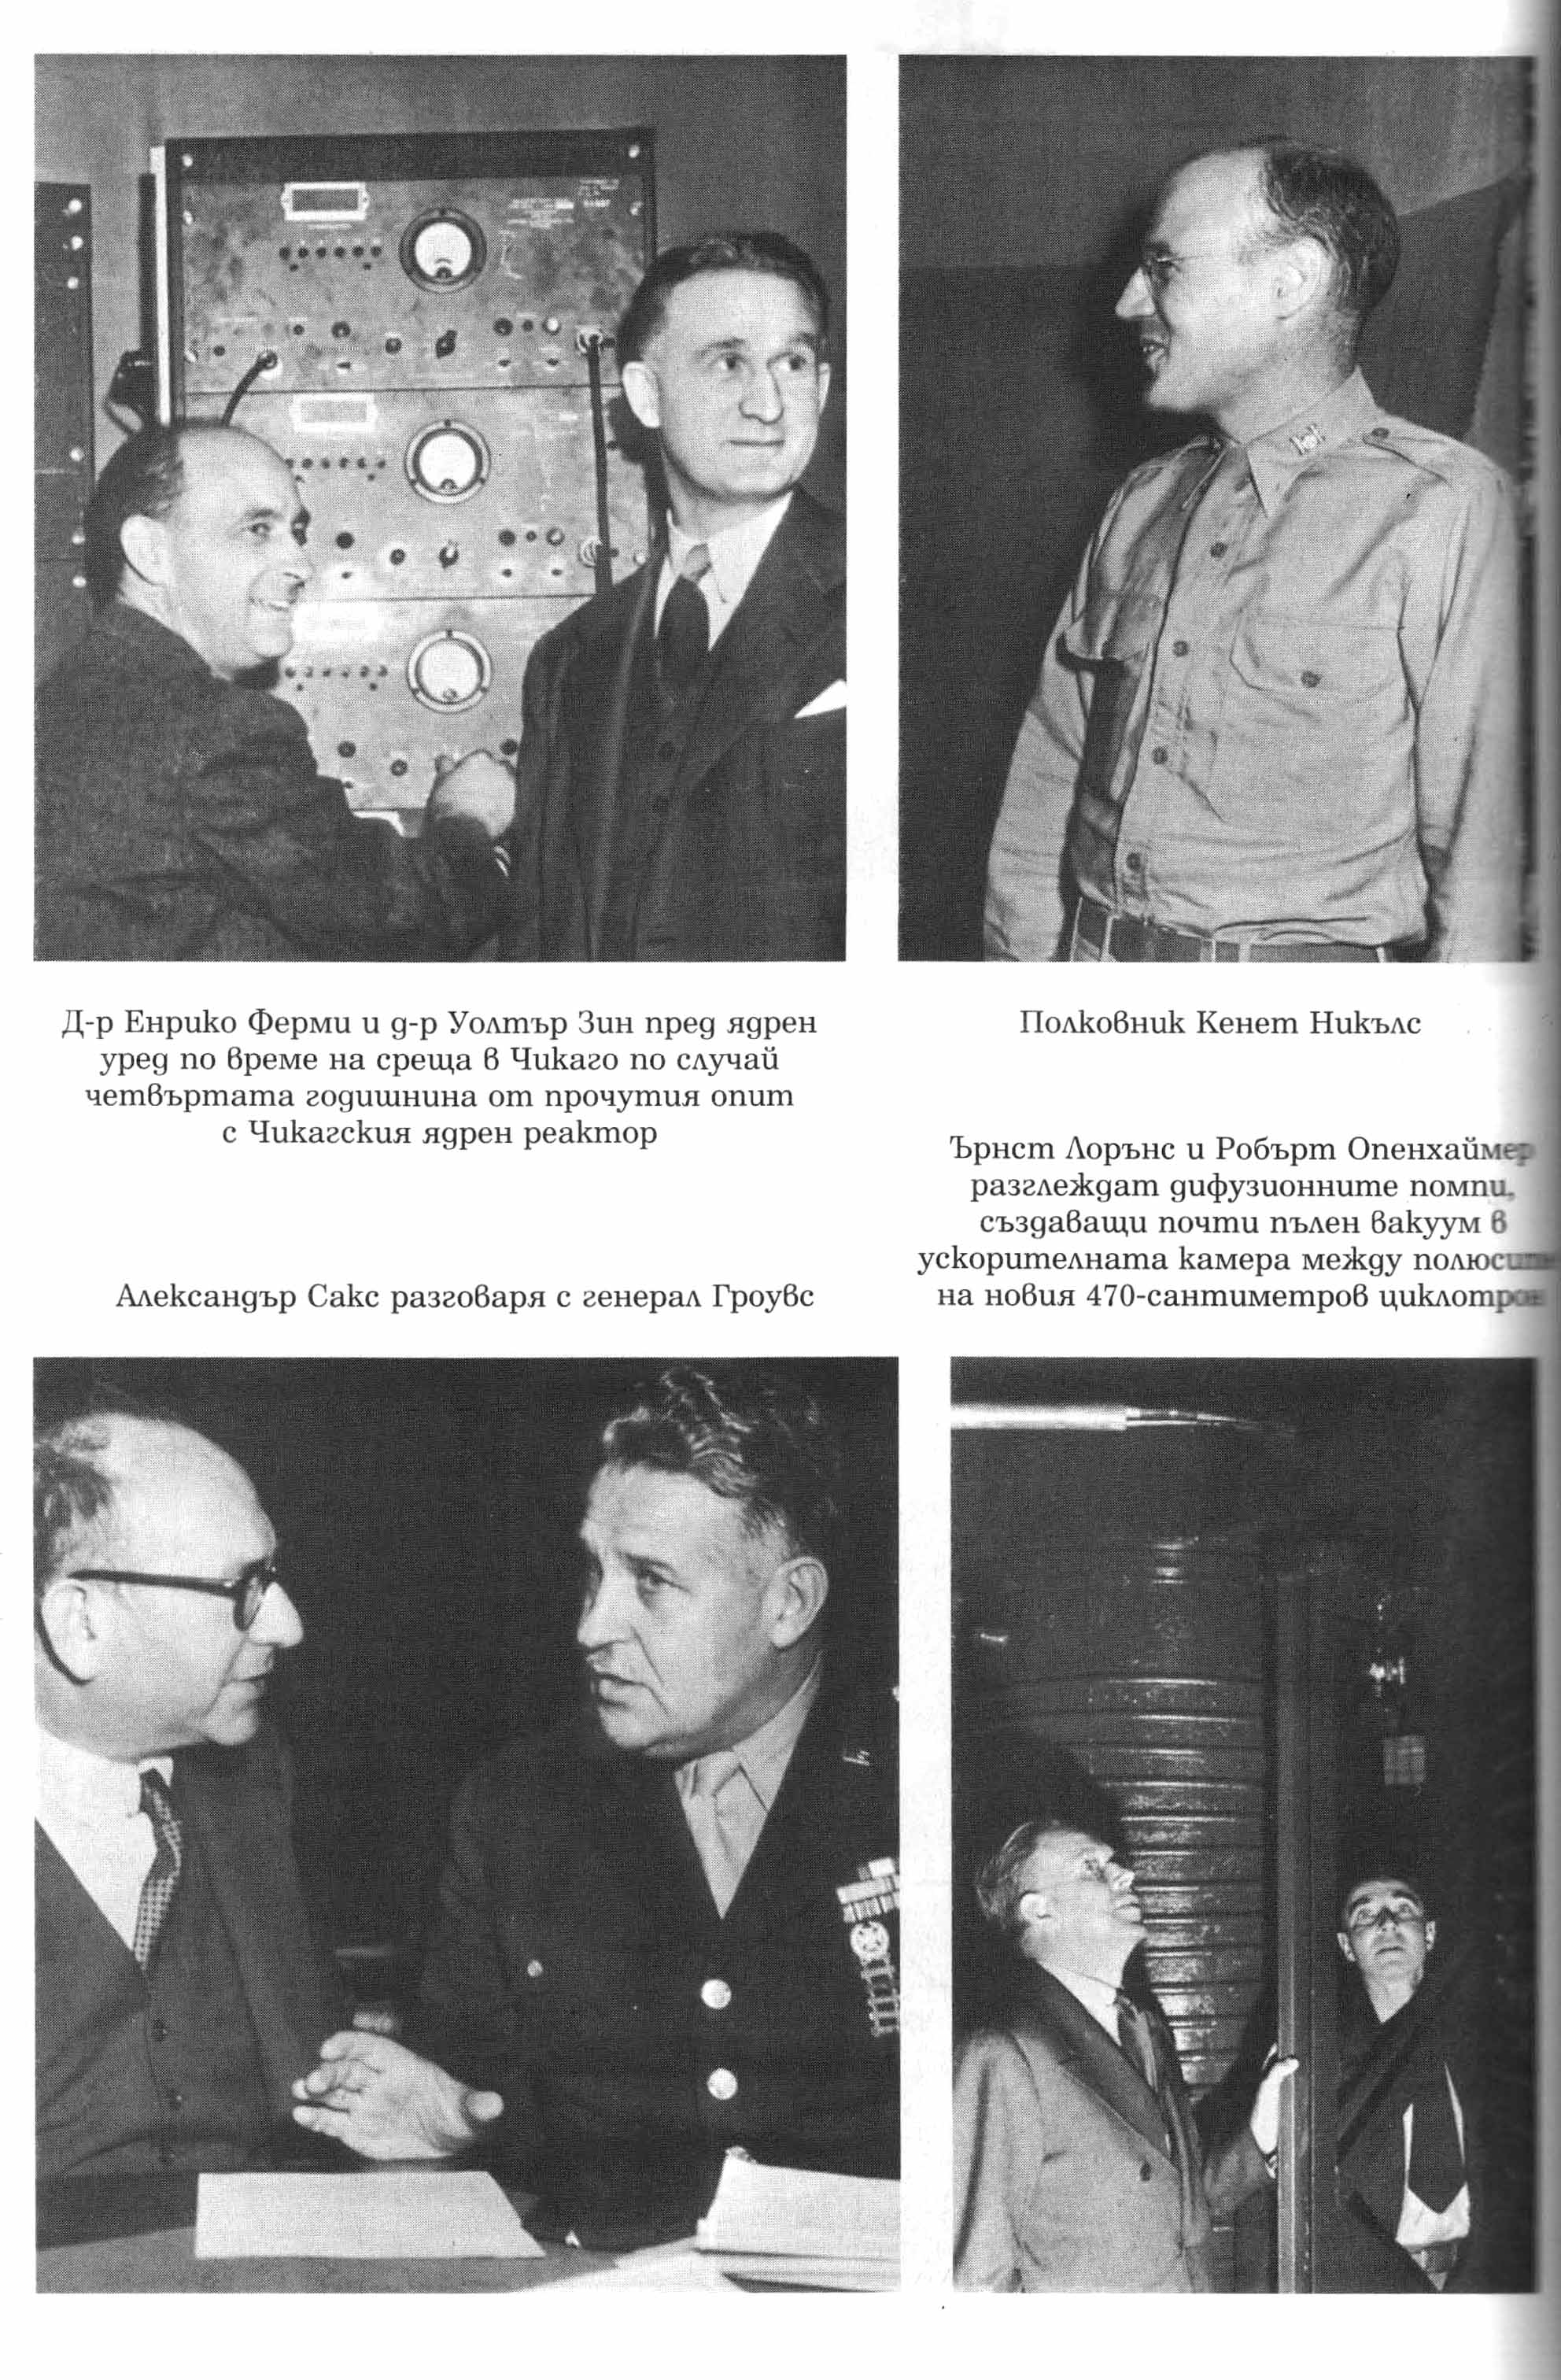 Д-р Енрико Ферми и д-р Уолтър Зин пред ядрен
уред по време на среща в Чикаго по случай
четвъртата годишнина от прочутия опит
с Чикагския ядрен реактор
Полковник Кенет Никълс
Александър Сакс разговаря с генерал Гроувс
Ърнст Лорънс и Робърт Опенхаймер
разглеждат дифузионните помпи,
създаващи почти пълен вакуум в
ускорителната камера между полюсите
на новия 470-сантиметров циклотрон